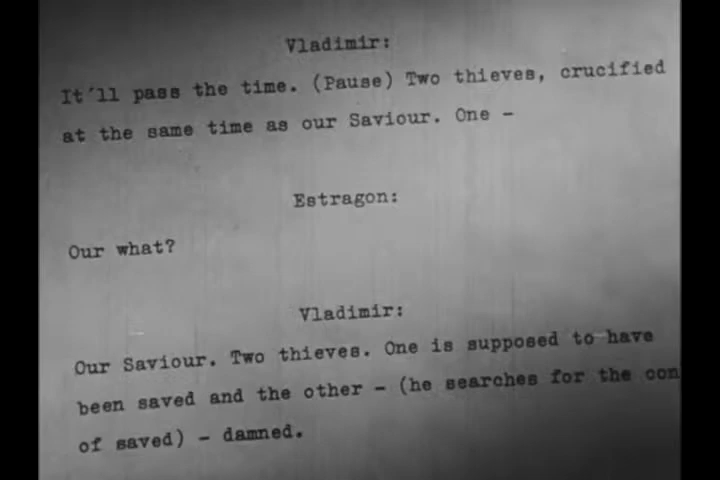 Vladimir:
It'll pass the time. (Pause) Two thieves, crucified
at the same time as our Saviour. One -
Estragon:
Our what?
Vladimir:
Our Saviour. Two thieves. One is supposed to have
been saved and the other - (he searches for the con
of saved) - damned.